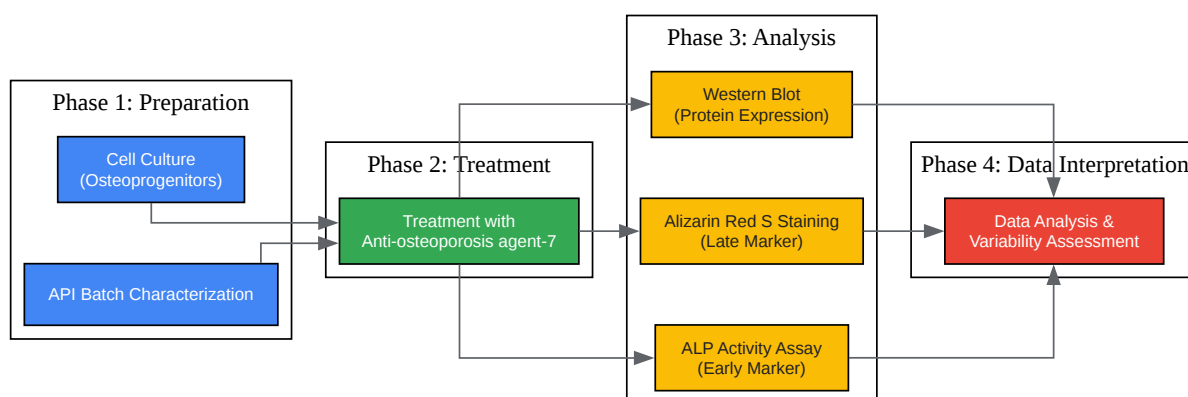 Phase 1: Preparation
Cell Culture
(Osteoprogenitors)
API Batch Characterization
Phase 2: Treatment
Treatment with
Anti-osteoporosis agent-7
Phase 3: Analysis
Western Blot
(Protein Expression)
Alizarin Red S Staining
(Late Marker)
ALP Activity Assay
(Early Marker)
Phase 4: Data Interpretation
Data Analysis &
Variability Assessment